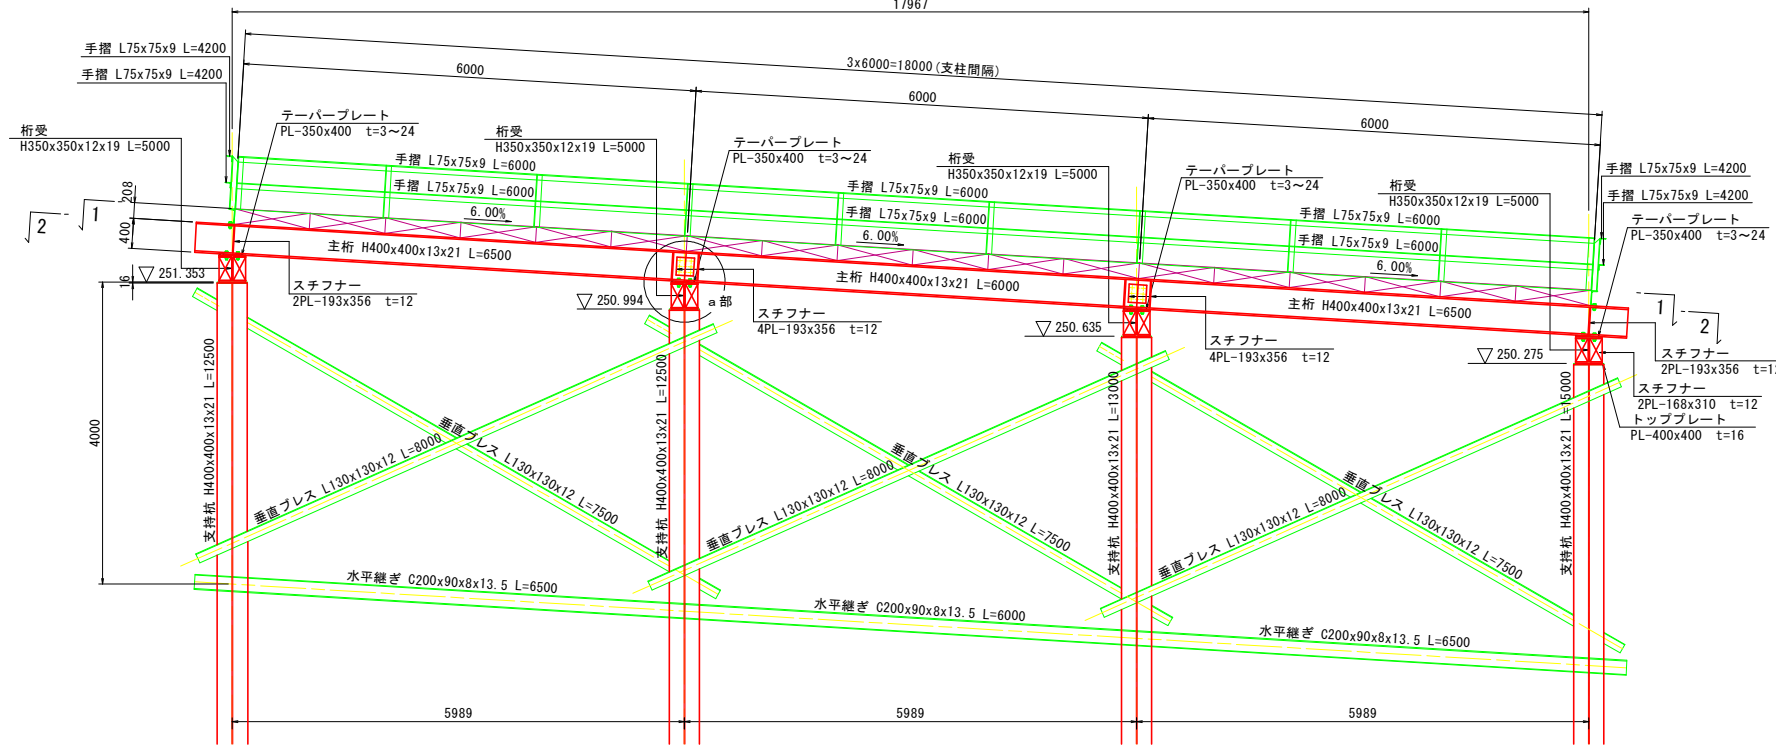 17967
3x6000=18000(支柱間隔)
6000
6000
6000
手摺 L75x75x9 L=4200
手摺 L75x75x9 L=4200
桁受
H350x350x12x19 L=5000
テーパープレート
PL-350x400 t=3~24
桁受
H350x350x12x19 L=5000
テーパープレート
PL-350x400 t=3~24
桁受
H350x350x12x19 L=5000
テーパープレート
PL-350x400 t=3~24
桁受
H350x350x12x19 L=5000
手摺 L75x75x9 L=4200
手摺 L75x75x9 L=4200
テーパープレート
PL-350x400 t=3~24
手摺 L75x75x9 L=6000
手摺 L75x75x9 L=6000
手摺 L75x75x9 L=6000
手摺 L75x75x9 L=6000
手摺 L75x75x9 L=6000
手摺 L75x75x9 L=6000
6.00%
6.00%
6.00%
208
400
16
4000
2
1
1
2
主桁 H400x400x13x21 L=6500
主桁 H400x400x13x21 L=6000
主桁 H400x400x13x21 L=6500
251.353
250.994
250.635
250.275
a部
スチフナー
2PL-193x356 t=12
スチフナー
4PL-193x356 t=12
スチフナー
4PL-193x356 t=12
スチフナー
2PL-193x356 t=12
スチフナー
2PL-168x310 t=12
トッププレート
PL-400x400 t=16
支持杭 H400x400x13x21 L=12500
支持杭 H400x400x13x21 L=12500
支持杭 H400x400x13x21 L=13000
支持杭 H400x400x13x21 L=15000
垂直ブレス L130x130x12 L=8000
垂直ブレス L130x130x12 L=7500
垂直ブレス L130x130x12 L=8000
垂直ブレス L130x130x12 L=7500
垂直ブレス L130x130x12 L=8000
垂直ブレス L130x130x12 L=7500
水平継ぎ C200x90x8x13.5 L=6500
水平継ぎ C200x90x8x13.5 L=6000
水平継ぎ C200x90x8x13.5 L=6500
5989
5989
5989